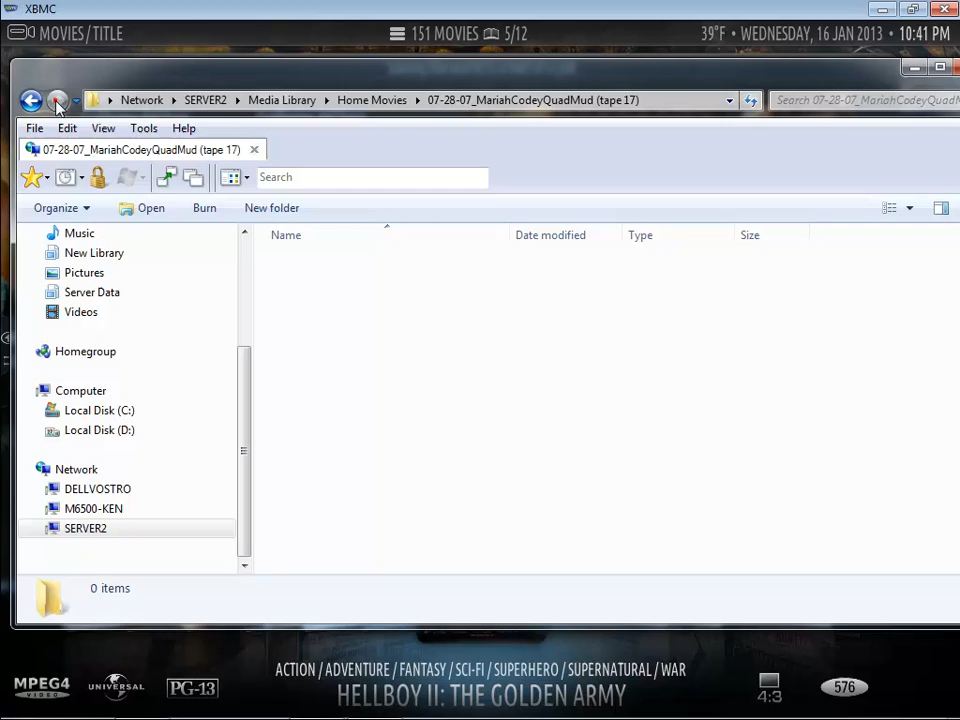 XBMC
MOVIES/TITLE
151 MOVIES 5/12
39°F • WEDNESDAY, 16 JAN 2013 • 10:41 PM
Network SERVER2 Media Library Home Movies 07-28-07_MariahCodeyQuadMud (tape 17)
Search 07-28-07_MariahCodeyQuadM
File Edit View Tools Help
07-28-07_MariahCodeyQuadMud (tape 17)
Search
Organize Open Burn New folder
Name Date modified Type Size
Music
New Library
Pictures
Server Data
Videos
Homegroup
Computer
Local Disk (C:)
Local Disk (D:)
Network
DELLVOSTRO
M6500-KEN
SERVER2
0 items
ACTION / ADVENTURE / FANTASY / SCI-FI / SUPERHERO / SUPERNATURAL / WAR
HELLBOY II: THE GOLDEN ARMY
MPEG4 VIDEO
UNIVERSAL
PG-13
4:3
576